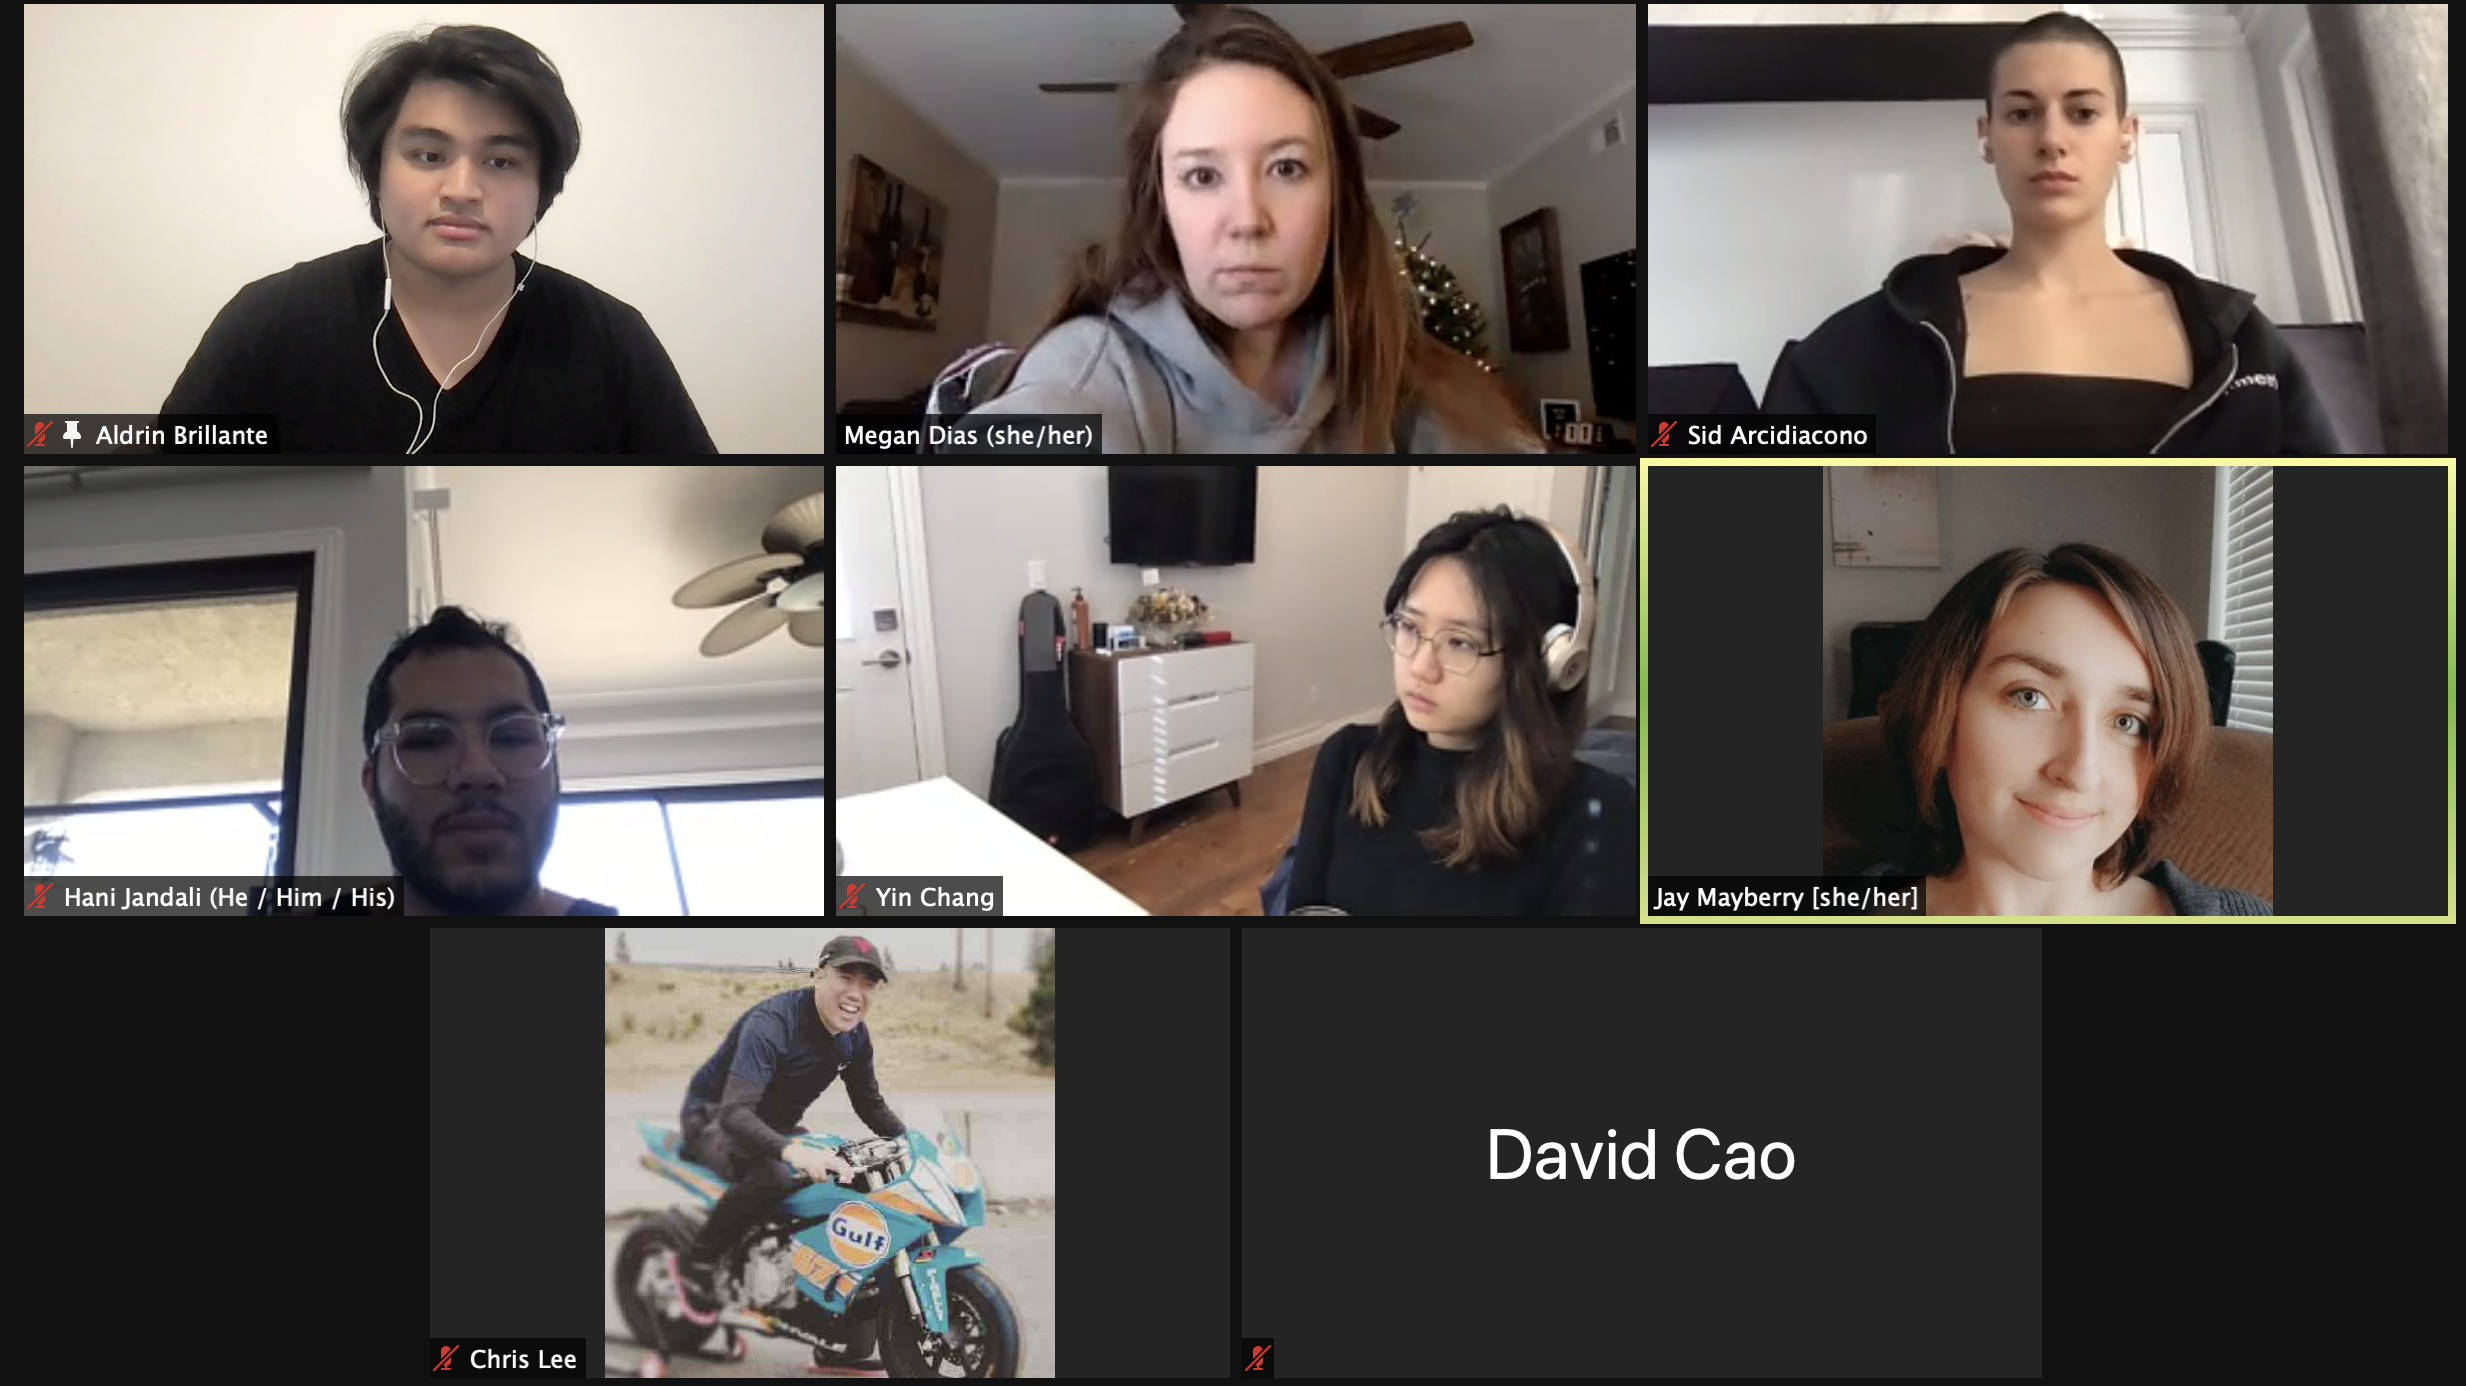 Aldrin Brillante
Megan Dias (she/her)
Sid Arcidiacono
Hani Jandali (He / Him / His)
Yin Chang
Jay Mayberry [she/her]
Gulf
Chris Lee
David Cao